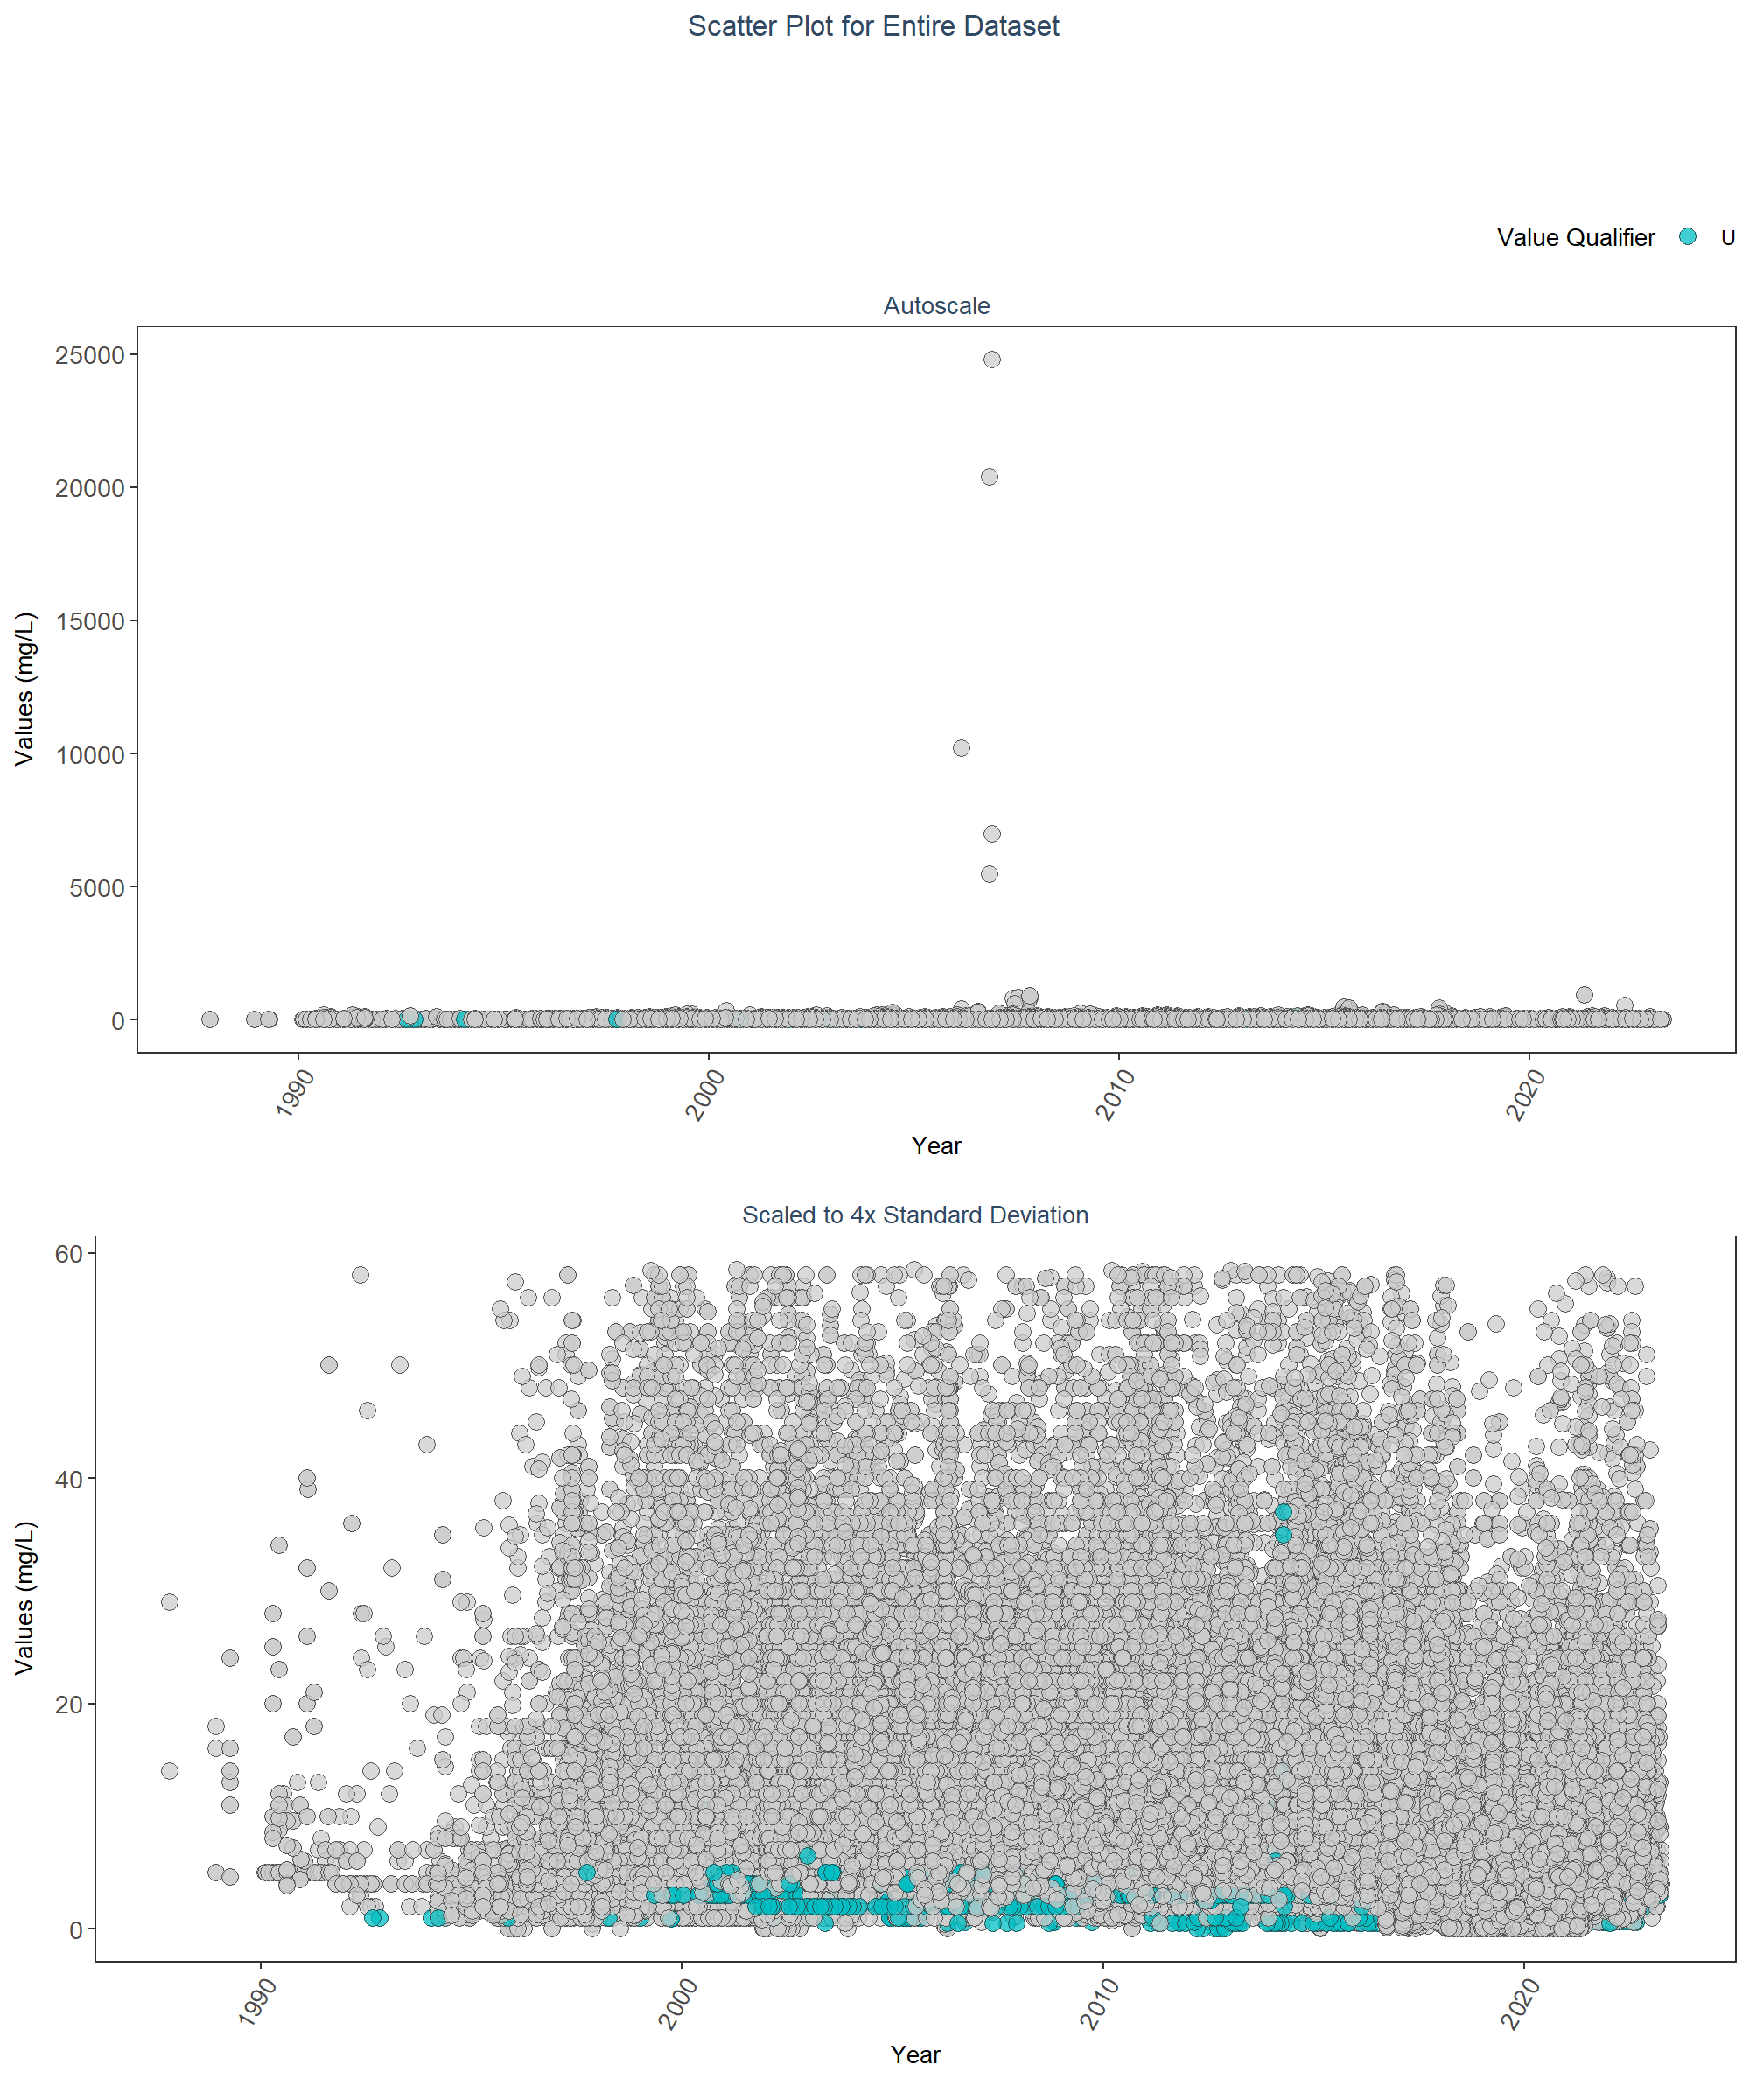 Scatter Plot for Entire Dataset
Value Qualifier U
Autoscale
25000
20000
15000
10000
5000
0
Values (mg/L)
1990 2000 2010 2020
Year
Scaled to 4x Standard Deviation
60
40
20
0
Values (mg/L)
1990 2000 2010 2020
Year